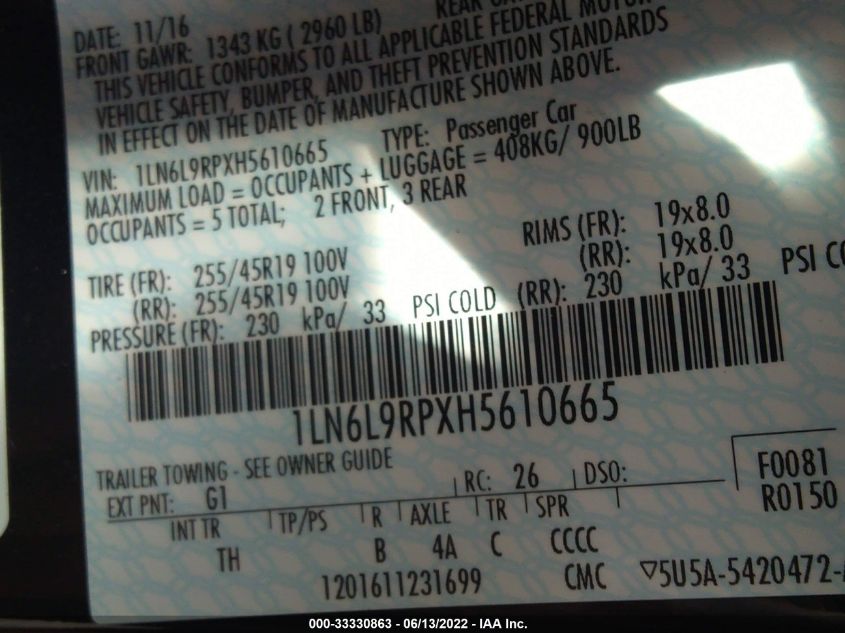 DATE: 11/16
FRONT GAWR: 1343 KG ( 2960 LB) REAR
THIS VEHICLE CONFORMS TO ALL APPLICABLE FEDERAL MOTOR
VEHICLE SAFETY, BUMPER, AND THEFT PREVENTION STANDARDS
IN EFFECT ON THE DATE OF MANUFACTURE SHOWN ABOVE.
VIN: 1LN6L9RPXH5610665 TYPE: Passenger Car
MAXIMUM LOAD = OCCUPANTS + LUGGAGE = 408KG/ 900LB
OCCUPANTS = 5 TOTAL; 2 FRONT, 3 REAR
TIRE (FR): 255/45R19 100V RIMS (FR): 19x8.0
(RR): 255/45R19 100V (RR): 19x8.0
PRESSURE (FR): 230 kPa/ 33 PSI COLD (RR): 230 kPa/ 33 PSI
1LN6L9RPXH5610665
TRAILER TOWING - SEE OWNER GUIDE
EXT PNT: G1 RC: 26 DSO: F0081
R0150
INT TR TP/PS R AXLE TR SPR
TH B 4A C CCCC
1201611231699 CMC ▽5U5A-5420472-
000-33330863 - 06/13/2022 - IAA Inc.